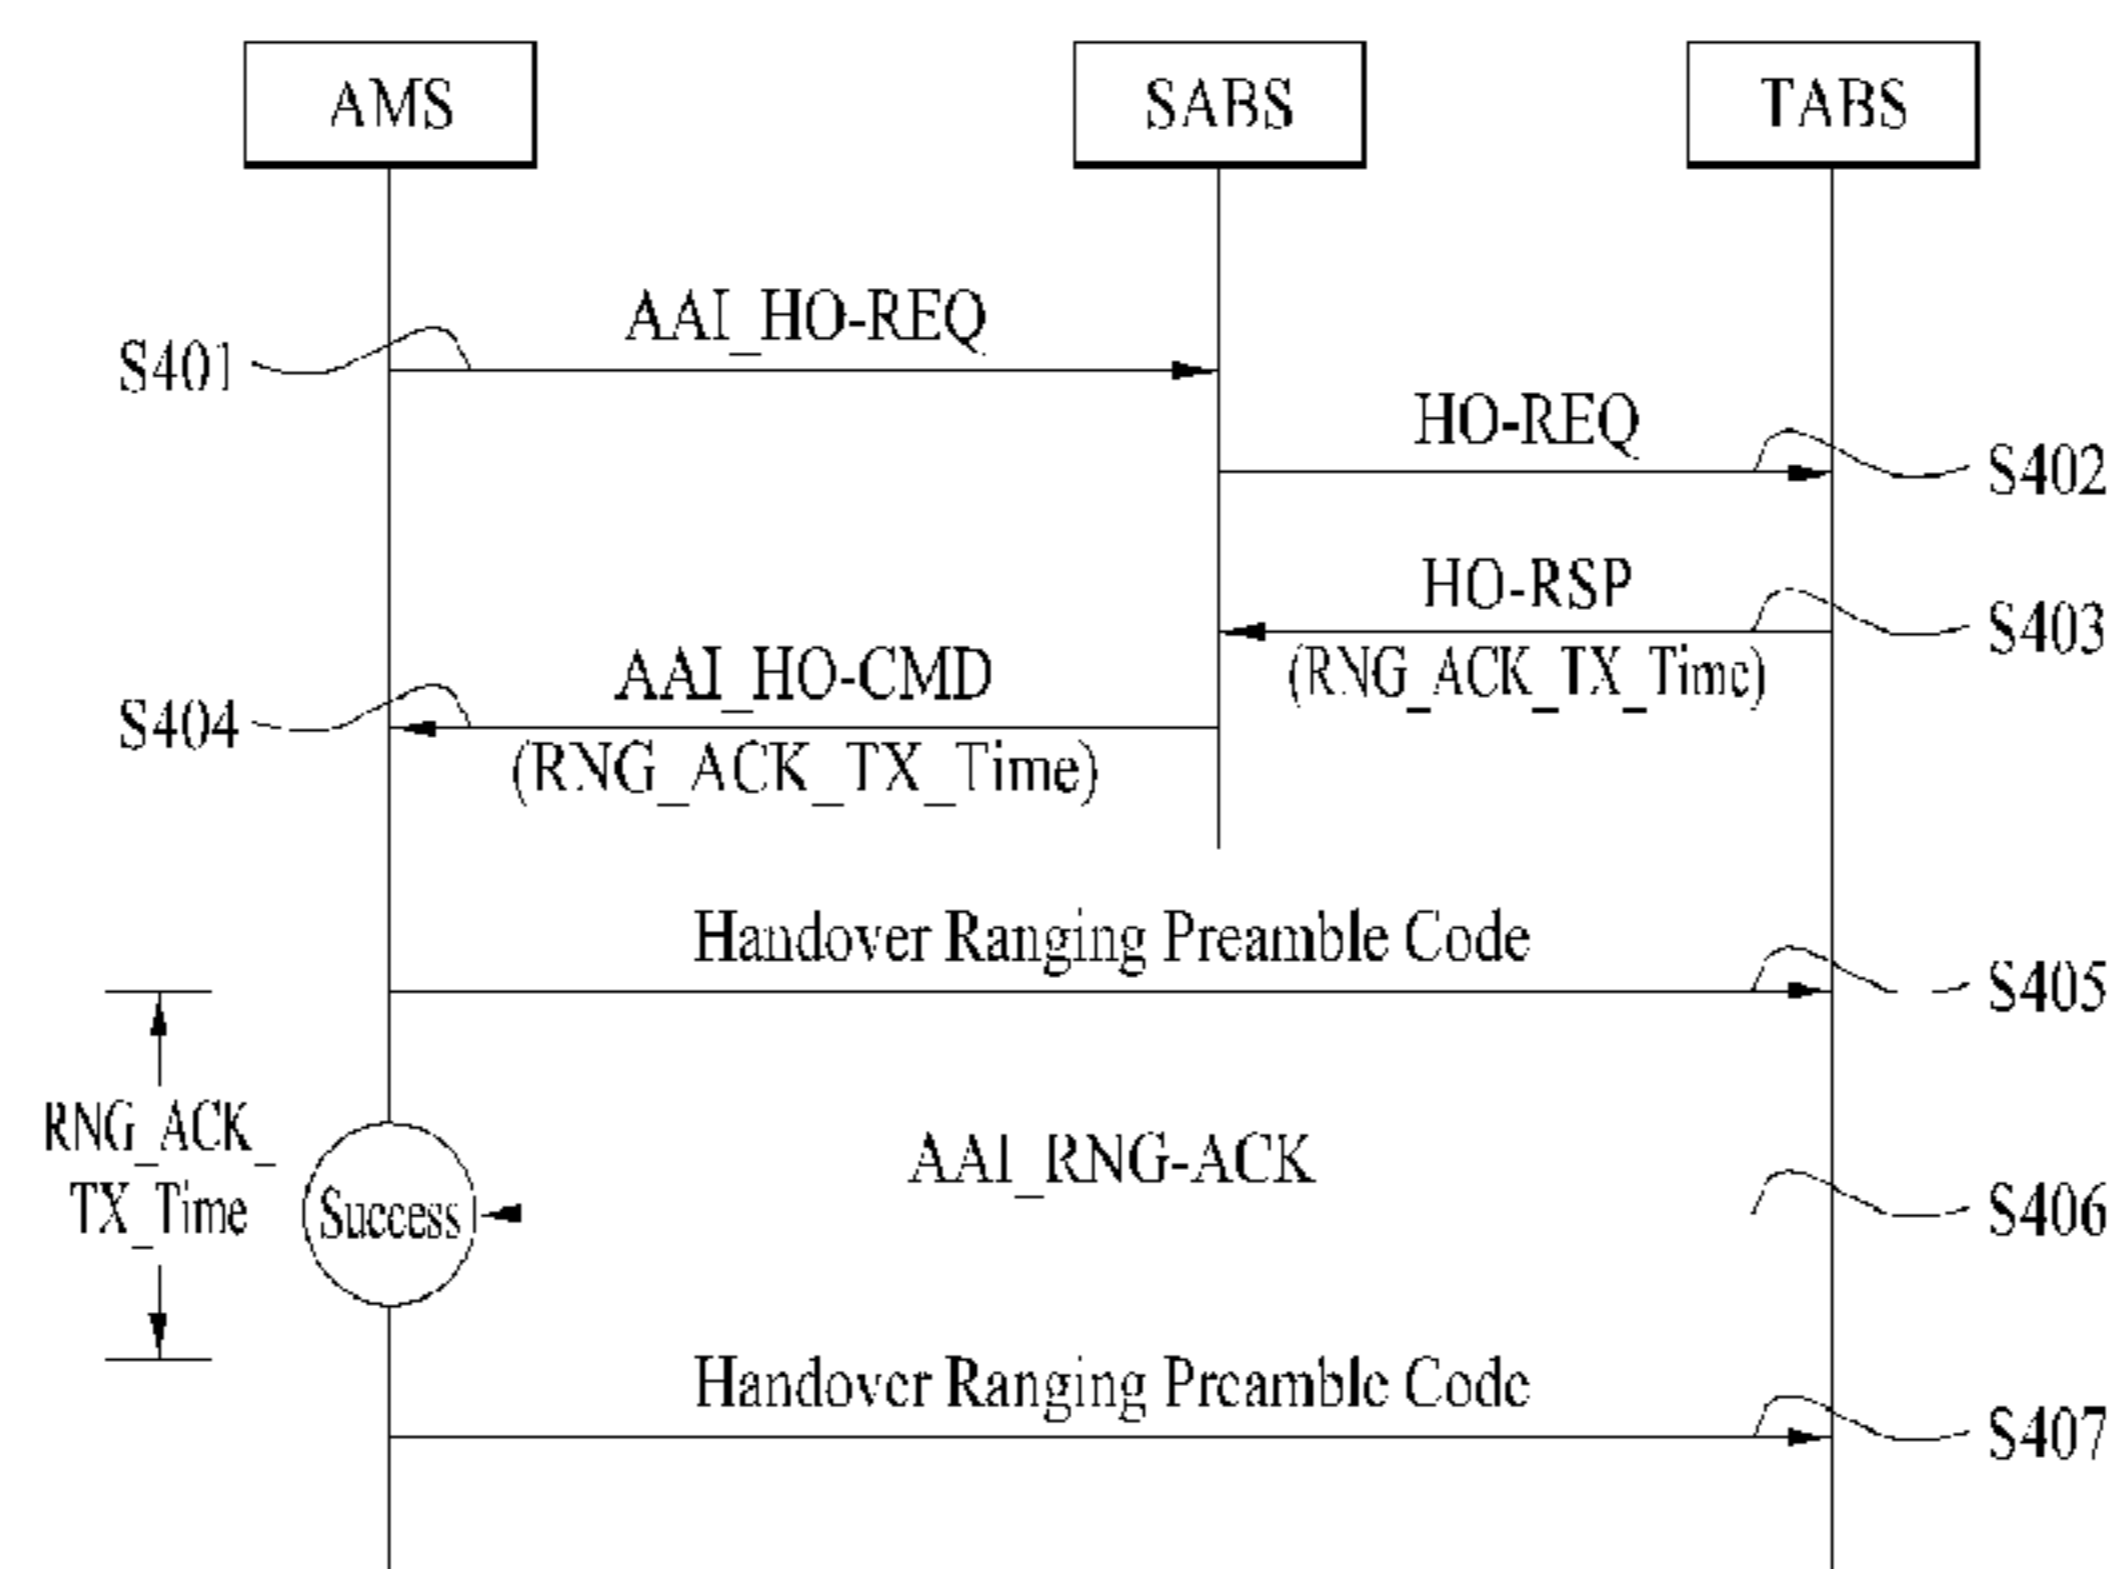 AMS
SABS
TABS
AAI_HO-REQ
S401
HO-REQ
S402
HO-RSP
S403
(RNG_ACK_TX_Time)
AAI_HO-CMD
S404
(RNG_ACK_TX_Time)
Handover Ranging Preamble Code
S405
RNG_ACK_
TX_Time
AAI_RNG-ACK
Success
S406
Handover Ranging Preamble Code
S407